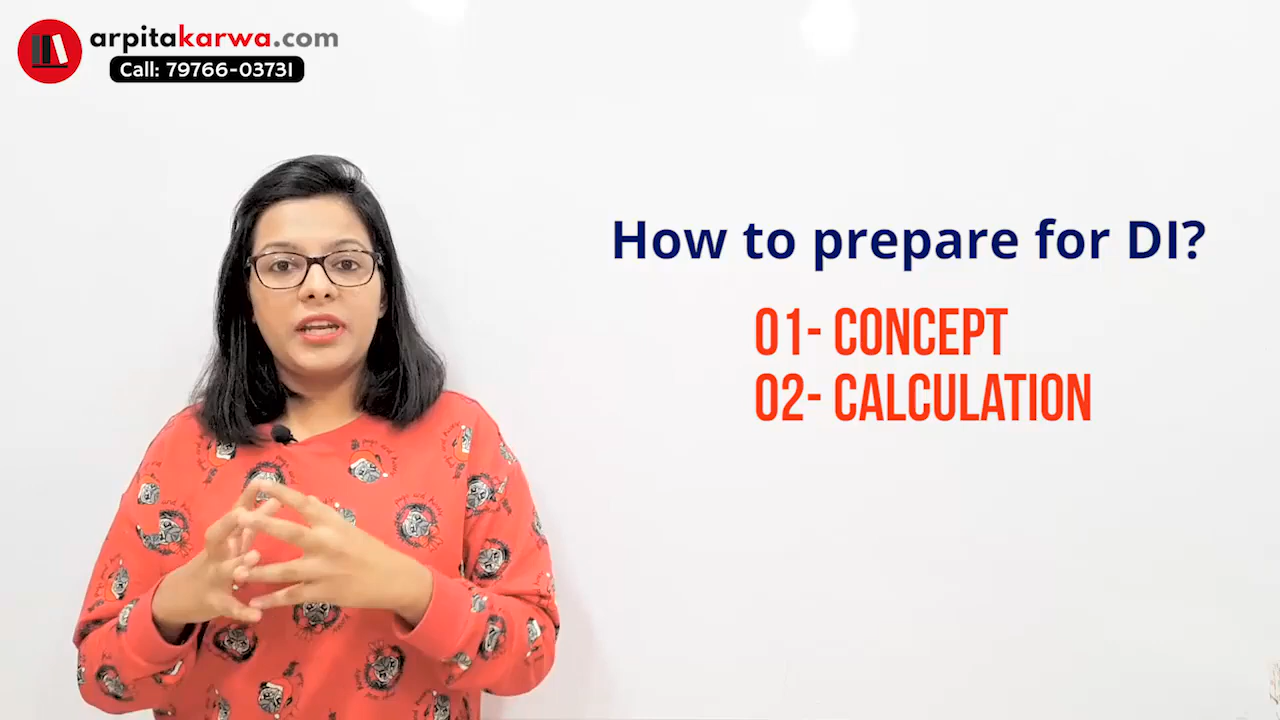 arpitakarwa.com
Call: 79766-03731
How to prepare for DI?
01- CONCEPT
02- CALCULATION